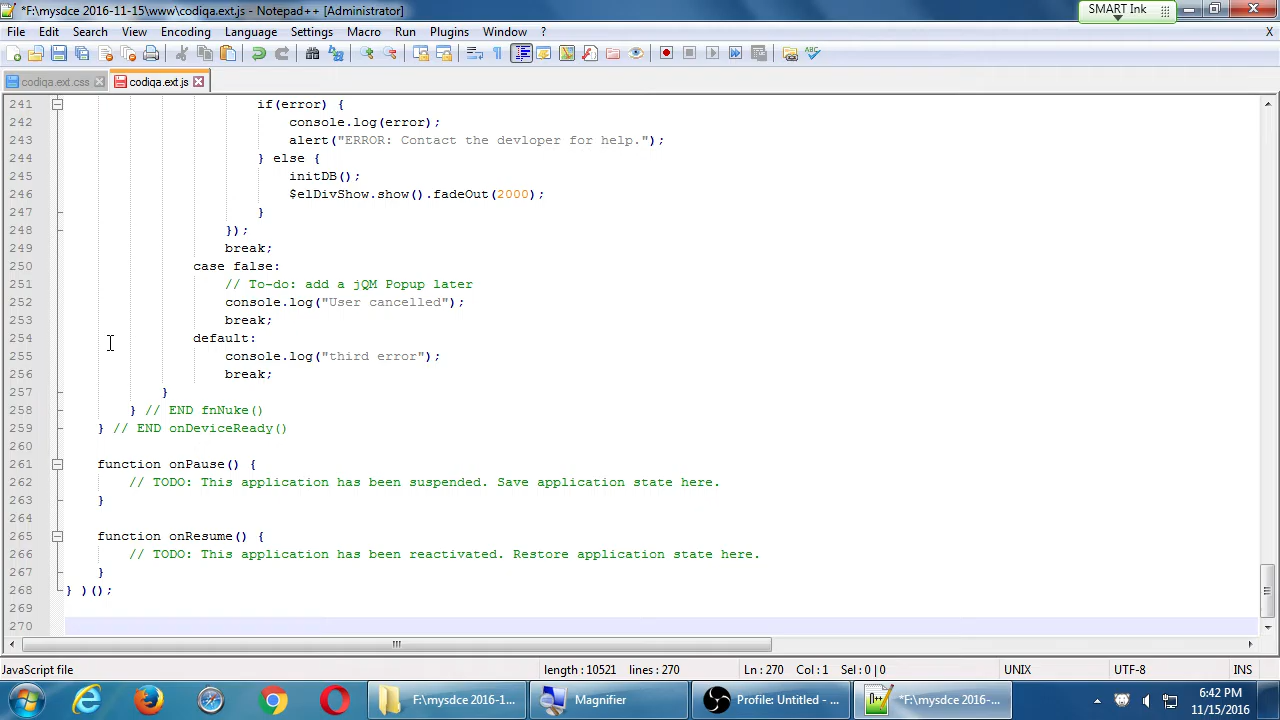 *F:\mysdce 2016-11-15\www\codiqa.ext.js - Notepad++ [Administrator]
SMART Ink
File Edit Search View Encoding Language Settings Macro Run Plugins Window ? X
codiqa.ext.css codiqa.ext.js
241 if(error) {
242 console.log(error);
243 alert("ERROR: Contact the devloper for help.");
244 } else {
245 initDB();
246 $elDivShow.show().fadeOut(2000);
247 }
248 });
249 break;
250 case false:
251 // To-do: add a jQM Popup later
252 console.log("User cancelled");
253 break;
254 default:
255 console.log("third error");
256 break;
257 }
258 } // END fnNuke()
259 } // END onDeviceReady()
260
261 function onPause() {
262 // TODO: This application has been suspended. Save application state here.
263 }
264
265 function onResume() {
266 // TODO: This application has been reactivated. Restore application state here.
267 }
268 } )();
269
270
JavaScript file length : 10521 lines : 270 Ln : 270 Col : 1 Sel : 0 | 0 UNIX UTF-8 INS
F:\mysdce 2016-1... Magnifier Profile: Untitled - ... *F:\mysdce 2016-... 6:42 PM
11/15/2016